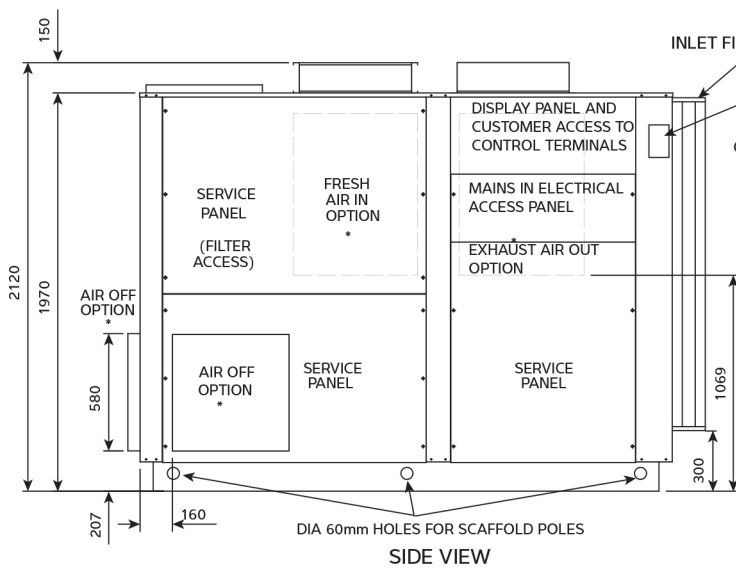 150
INLET FI
DISPLAY PANEL AND
CUSTOMER ACCESS TO
CONTROL TERMINALS
SERVICE
PANEL
(FILTER
ACCESS)
FRESH
AIR IN
OPTION
*
MAINS IN ELECTRICAL
ACCESS PANEL
*
EXHAUST AIR OUT
OPTION
2120
1970
AIR OFF
OPTION
*
580
AIR OFF
OPTION
*
SERVICE
PANEL
SERVICE
PANEL
1069
300
207
160
DIA 60mm HOLES FOR SCAFFOLD POLES
SIDE VIEW